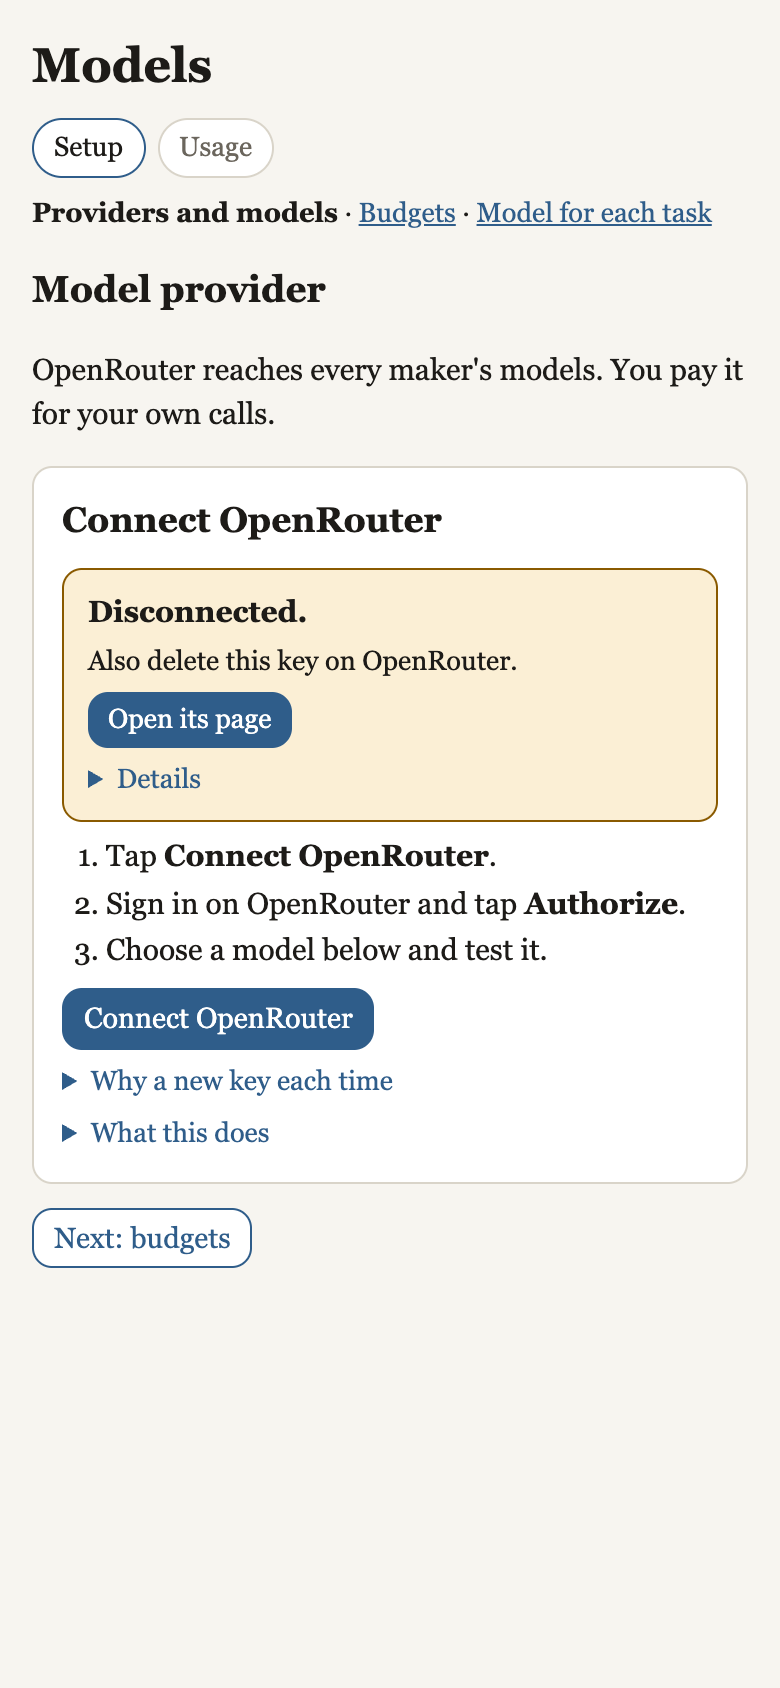 Models
Setup Usage
Providers and models · Budgets · Model for each task
Model provider
OpenRouter reaches every maker's models. You pay it
for your own calls.
Connect OpenRouter
Disconnected.
Also delete this key on OpenRouter.
Open its page
Details
1. Tap Connect OpenRouter.
2. Sign in on OpenRouter and tap Authorize.
3. Choose a model below and test it.
Connect OpenRouter
Why a new key each time
What this does
Next: budgets